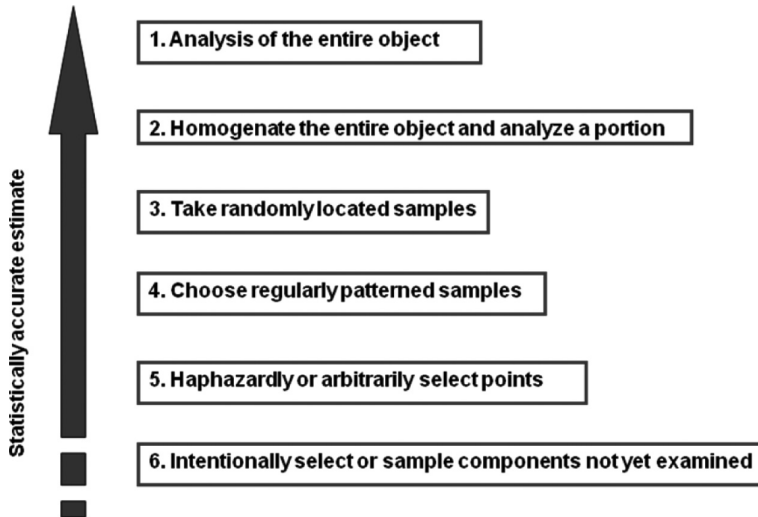 1. Analysis of the entire object
2. Homogenate the entire object and analyze a portion
3. Take randomly located samples
4. Choose regularly patterned samples
5. Haphazardly or arbitrarily select points
6. Intentionally select or sample components not yet examined
Statistically accurate estimate